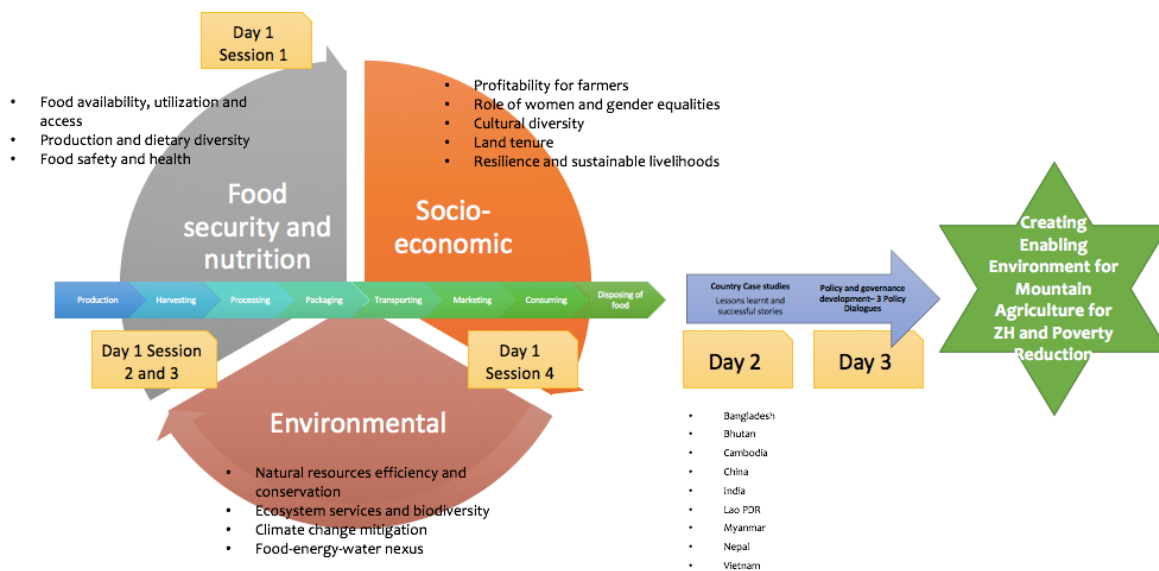 Day 1
Session 1
• Food availability, utilization and
access
• Production and dietary diversity
• Food safety and health
• Profitability for farmers
• Role of women and gender equalities
• Cultural diversity
• Land tenure
• Resilience and sustainable livelihoods
Food
security and
nutrition
Socio-
economic
Production
Harvesting
Processing
Packaging
Transporting
Marketing
Consuming
Disposing of
food
Day 1 Session
2 and 3
Day 1
Session 4
Environmental
• Natural resources efficiency and
conservation
• Ecosystem services and biodiversity
• Climate change mitigation
• Food-energy-water nexus
Country Case studies
Lessons learnt and
successful stories
Policy and governance
development– 3 Policy
Dialogues
Day 2
Day 3
• Bangladesh
• Bhutan
• Cambodia
• China
• India
• Lao PDR
• Myanmar
• Nepal
• Vietnam
Creating
Enabling
Environment for
Mountain
Agriculture for
ZH and Poverty
Reduction